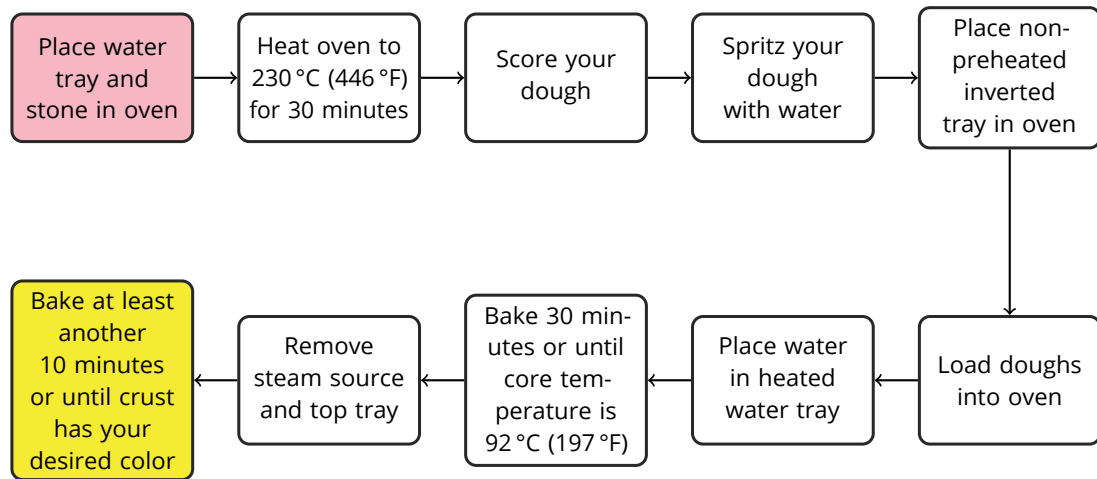 Place water
tray and
stone in oven
Heat oven to
230 °C (446 °F)
for 30 minutes
Score your
dough
Spritz your
dough
with water
Place non-
preheated
inverted
tray in oven
Load doughs
into oven
Place water
in heated
water tray
Bake 30 min-
utes or until
core tem-
perature is
92 °C (197 °F)
Remove
steam source
and top tray
Bake at least
another
10 minutes
or until crust
has your
desired color